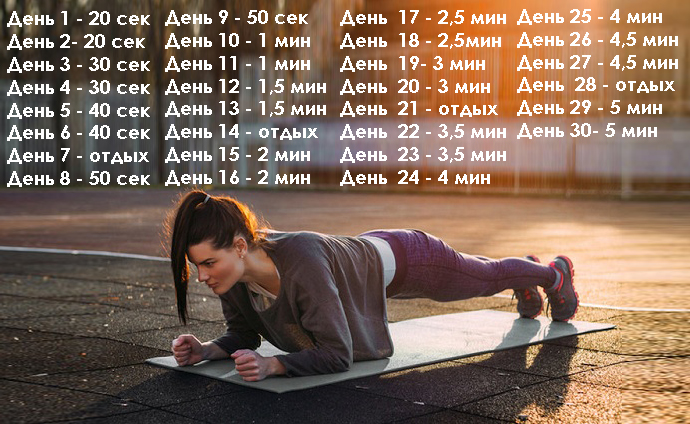 День 1 - 20 сек
День 2- 20 сек
День 3 - 30 сек
День 4 - 30 сек
День 5 - 40 сек
День 6 - 40 сек
День 7 - отдых
День 8 - 50 сек
День 9 - 50 сек
День 10 - 1 мин
День 11 - 1 мин
День 12 - 1,5 мин
День 13 - 1,5 мин
День 14 - отдых
День 15 - 2 мин
День 16 - 2 мин
День 17 - 2,5 мин
День 18 - 2,5мин
День 19- 3 мин
День 20 - 3 мин
День 21 - отдых
День 22 - 3,5 мин
День 23 - 3,5 мин
День 24 - 4 мин
День 25 - 4 мин
День 26 - 4,5 мин
День 27 - 4,5 мин
День 28 - отдых
День 29 - 5 мин
День 30- 5 мин